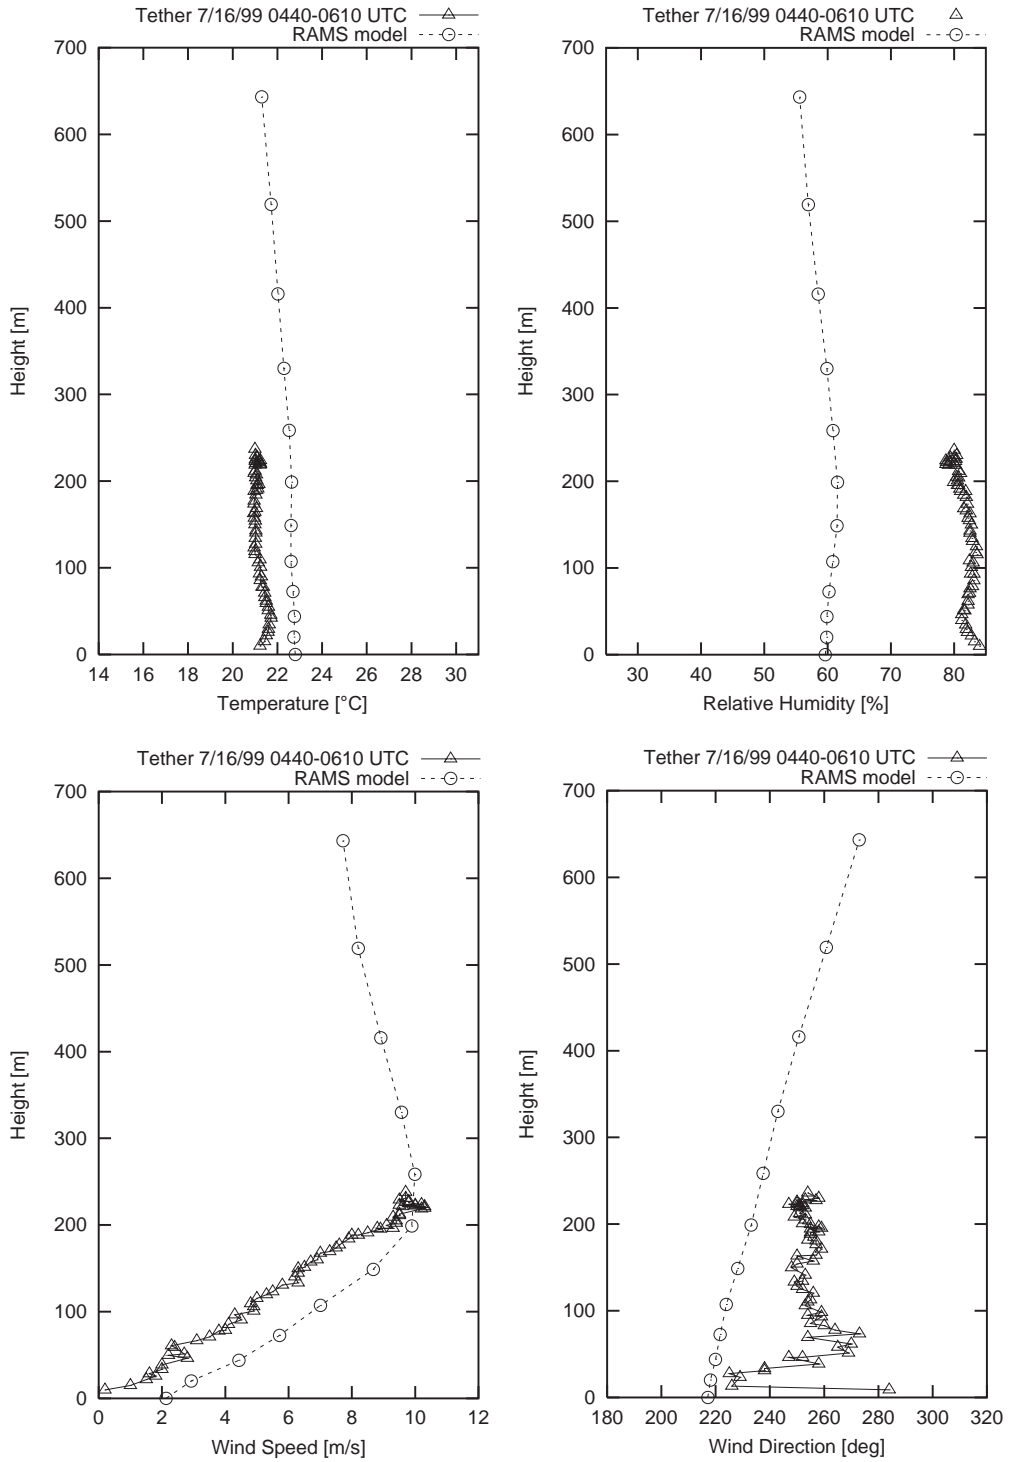 Tether 7/16/99 0440-0610 UTC
RAMS model
700
600
500
400
300
200
100
0
Height [m]
14 16 18 20 22 24 26 28 30
Temperature [°C]
Tether 7/16/99 0440-0610 UTC
RAMS model
700
600
500
400
300
200
100
0
Height [m]
30 40 50 60 70 80
Relative Humidity [%]
Tether 7/16/99 0440-0610 UTC
RAMS model
700
600
500
400
300
200
100
0
Height [m]
0 2 4 6 8 10 12
Wind Speed [m/s]
Tether 7/16/99 0440-0610 UTC
RAMS model
700
600
500
400
300
200
100
0
Height [m]
180 200 220 240 260 280 300 320
Wind Direction [deg]